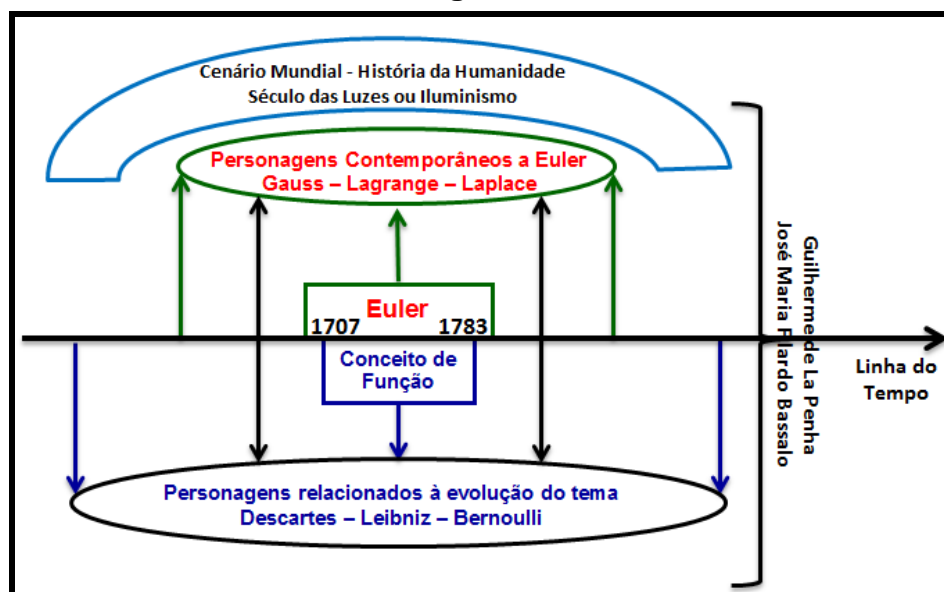 Cenário Mundial - História da Humanidade
Século das Luzes ou Iluminismo
Personagens Contemporâneos a Euler
Gauss – Lagrange – Laplace
Euler
1707 1783
Conceito de
Função
Linha do
Tempo
Guilherme de La Penha
José Maria Filardo Bassalo
Personagens relacionados à evolução do tema
Descartes – Leibniz – Bernoulli